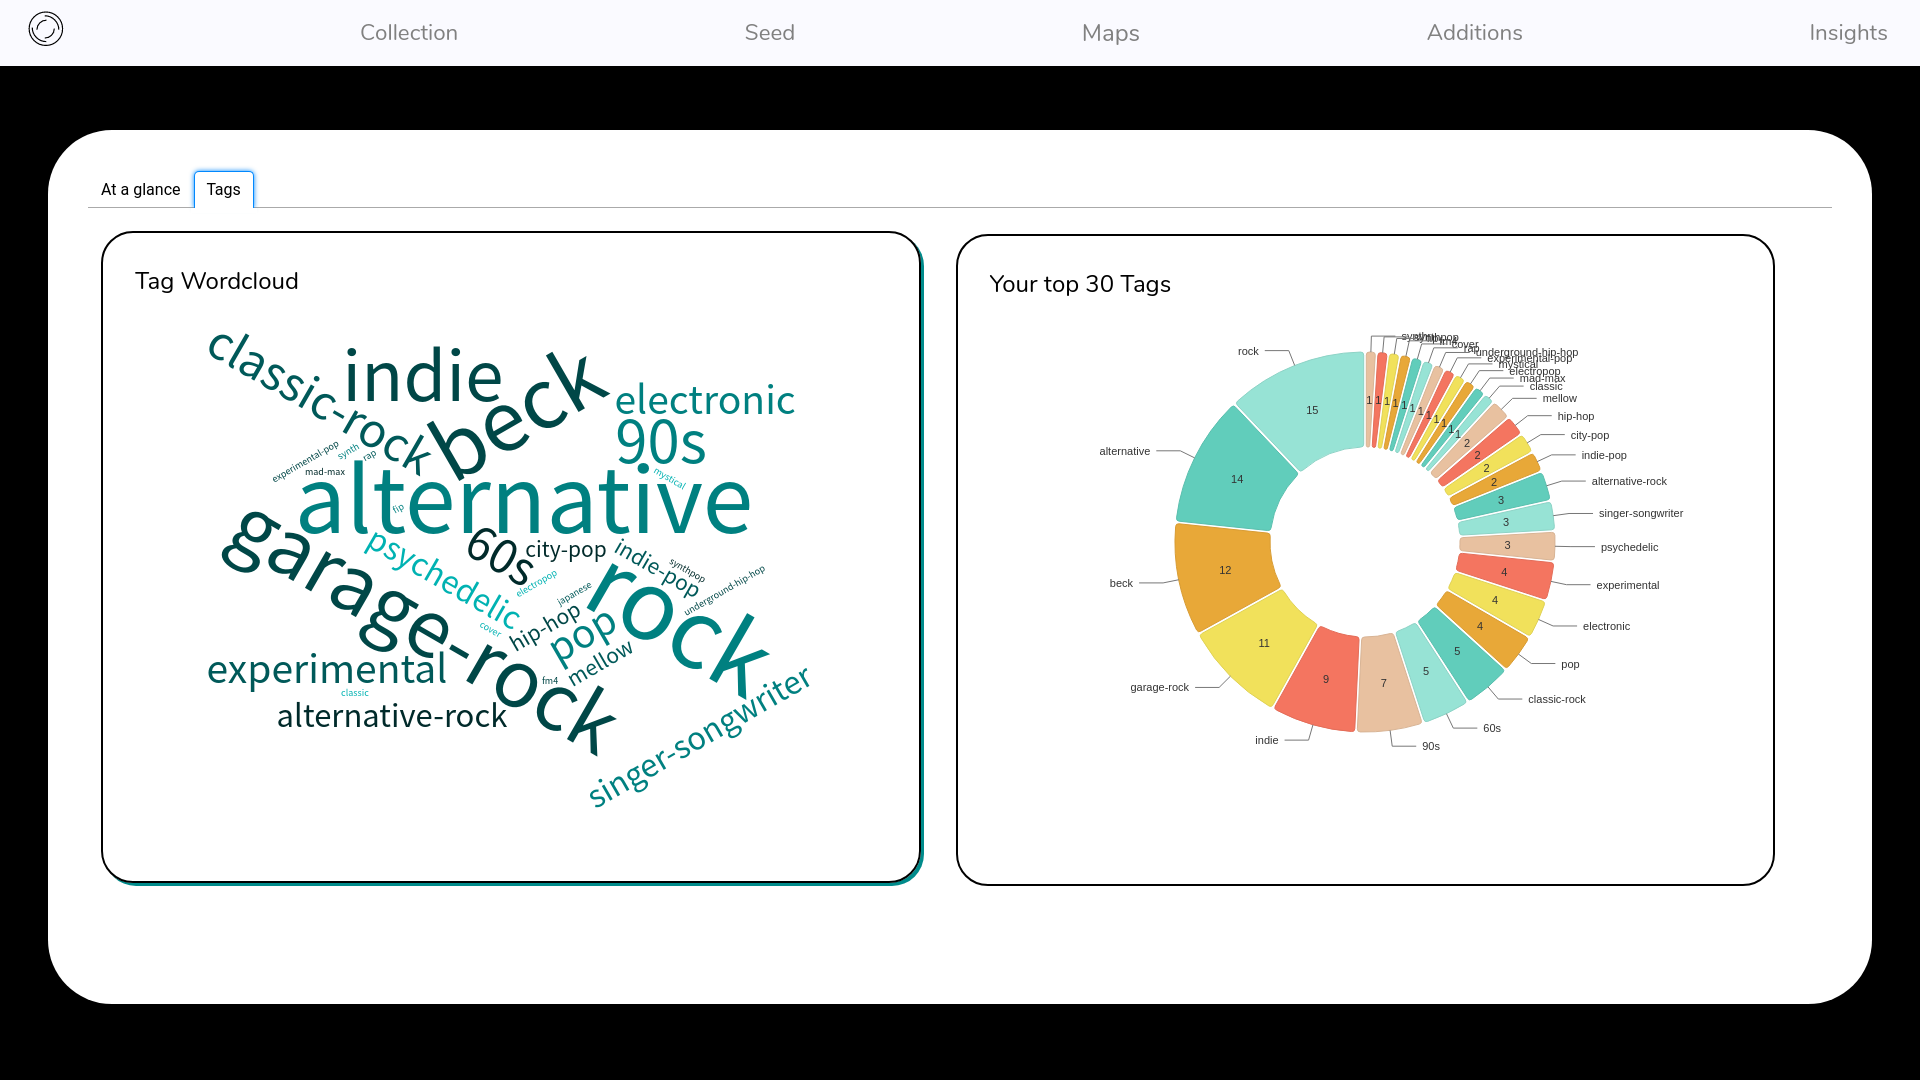 Collection
Seed
Maps
Additions
Insights
At a glance
Tags
Tag Wordcloud
classic-rock
indie
beck
electronic
90s
experimental-pop
synth
rap
mad-max
mystical
alternative
fip
garage-rock
psychedelic
60s
city-pop
indie-pop
synthpop
electropop
japanese
underground-hip-hop
rock
cover
hip-hop
pop
mellow
experimental
fm4
classic
alternative-rock
singer-songwriter
Your top 30 Tags
rock
15
alternative
14
beck
12
garage-rock
11
indie
9
90s
7
60s
5
classic-rock
5
pop
4
electronic
4
experimental
4
psychedelic
3
singer-songwriter
3
alternative-rock
3
indie-pop
2
city-pop
2
hip-hop
2
mellow
2
classic
1
mad-max
1
electropop
1
mystical
1
experimental-pop
1
underground-hip-hop
1
rap
1
cover
1
1
1
1
1